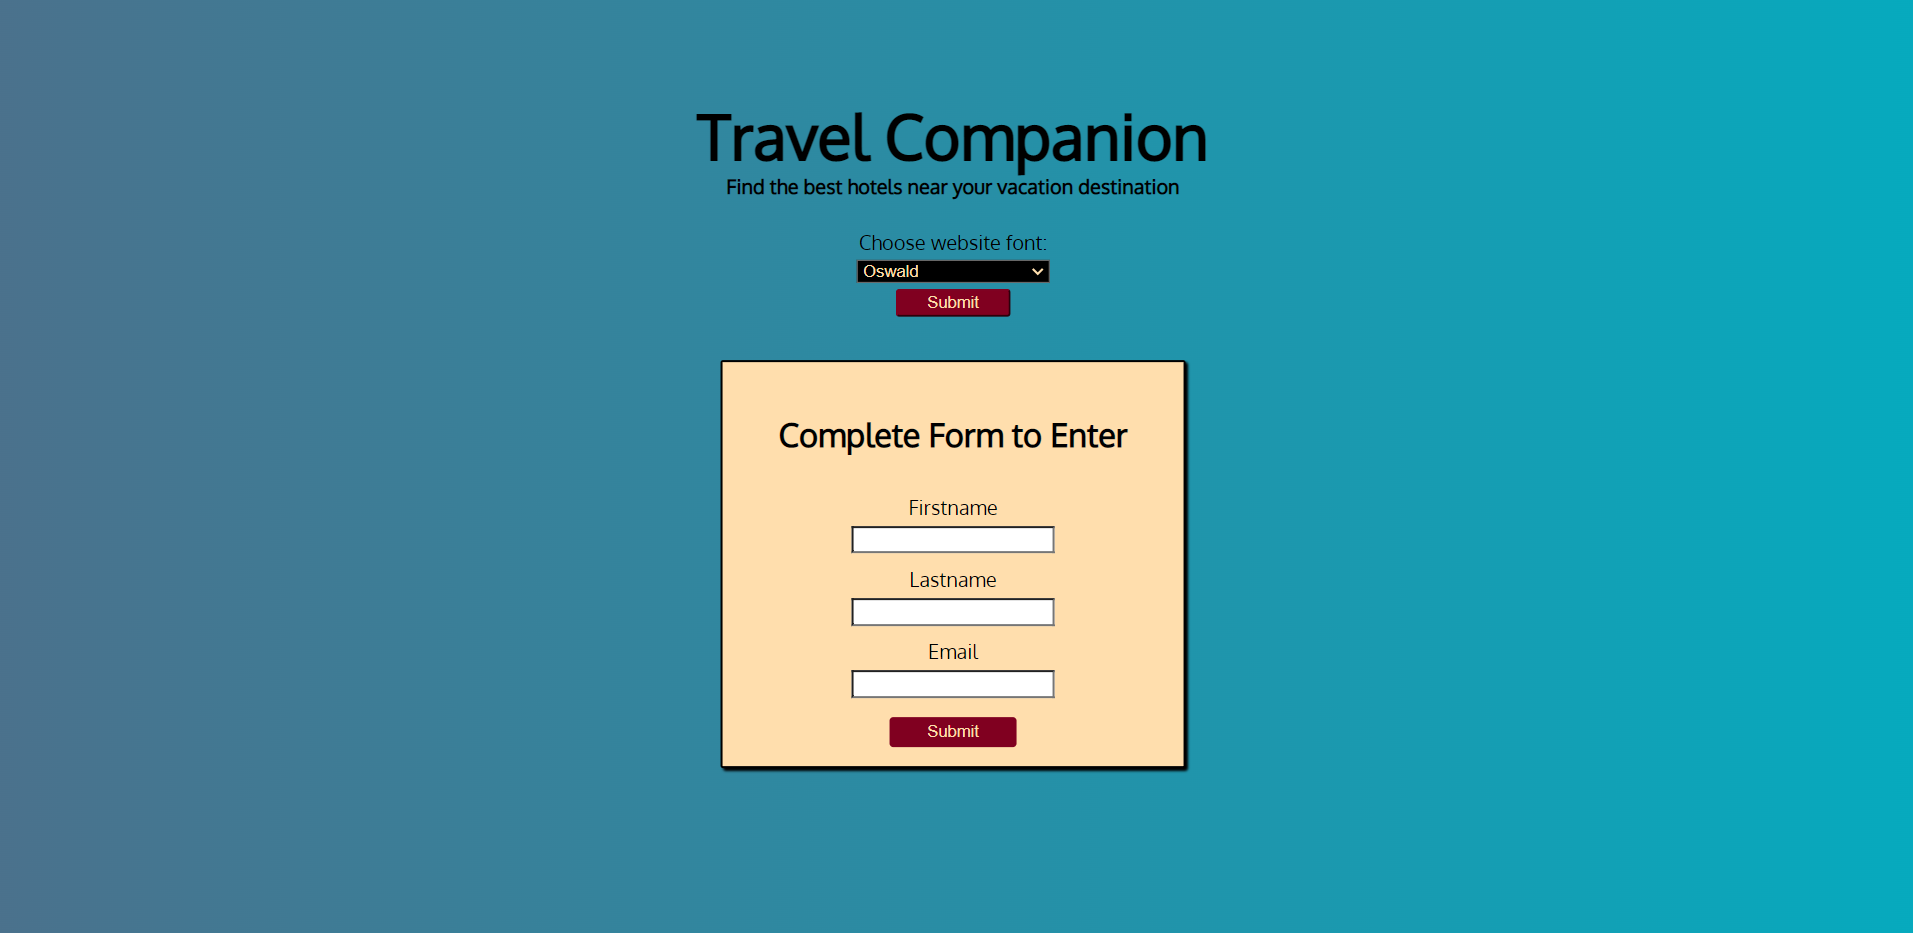 Travel Companion
Find the best hotels near your vacation destination
Choose website font:
Oswald
Submit
Complete Form to Enter
Firstname
Lastname
Email
Submit